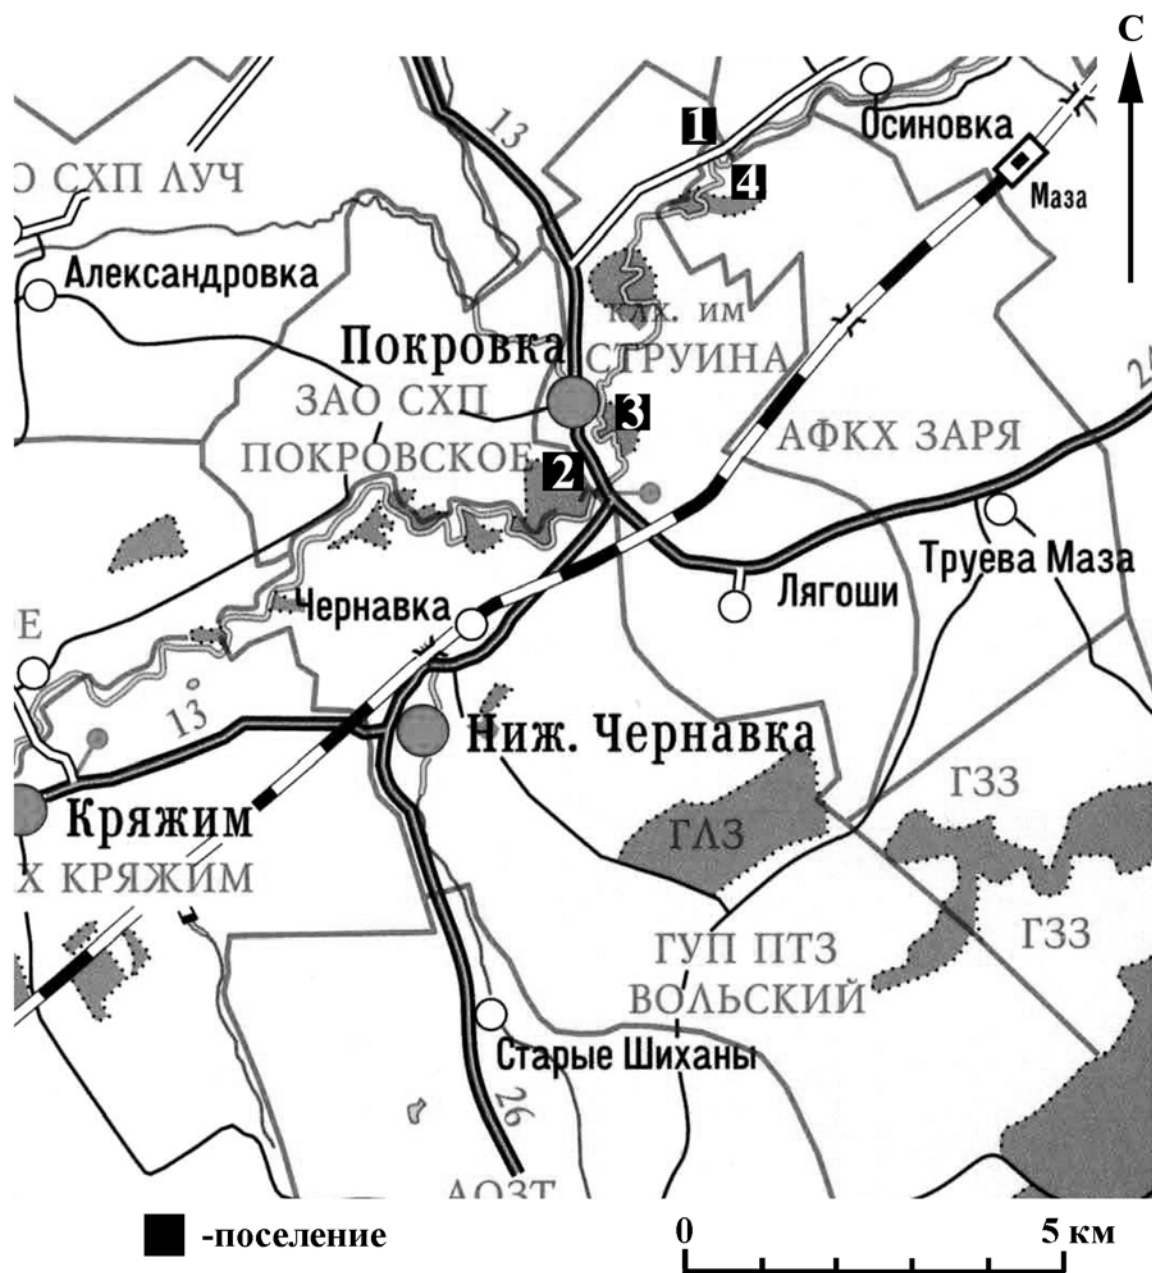 С
13
1
Осиновка
О СХП ЛУЧ
4
Маза
Александровка
клх. им
Покровка
СТРУИНА
ЗАО СХП
3
АФКХ ЗАРЯ
ПОКРОВСКОЕ
2
Труева Маза
Лягоши
Чернавка
Е
13
Ниж. Чернавка
ГЗЗ
Кряжим
ГЛЗ
Х КРЯЖИМ
ГЗЗ
ГУП ПТЗ
ВОЛЬСКИЙ
Старые Шиханы
26
АОЗТ
-поселение
0
5 км